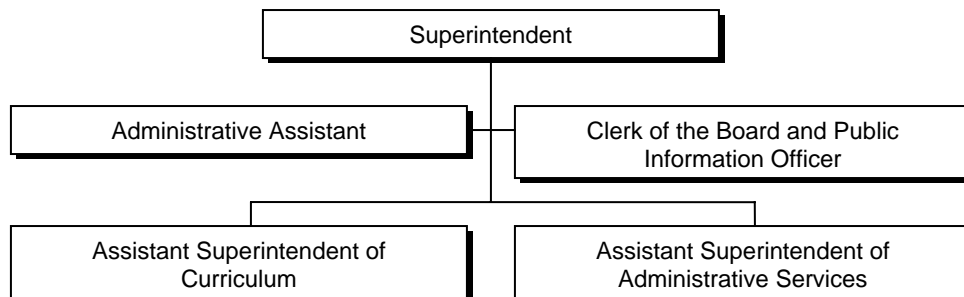 Superintendent
Administrative Assistant
Clerk of the Board and Public
Information Officer
Assistant Superintendent of
Curriculum
Assistant Superintendent of
Administrative Services